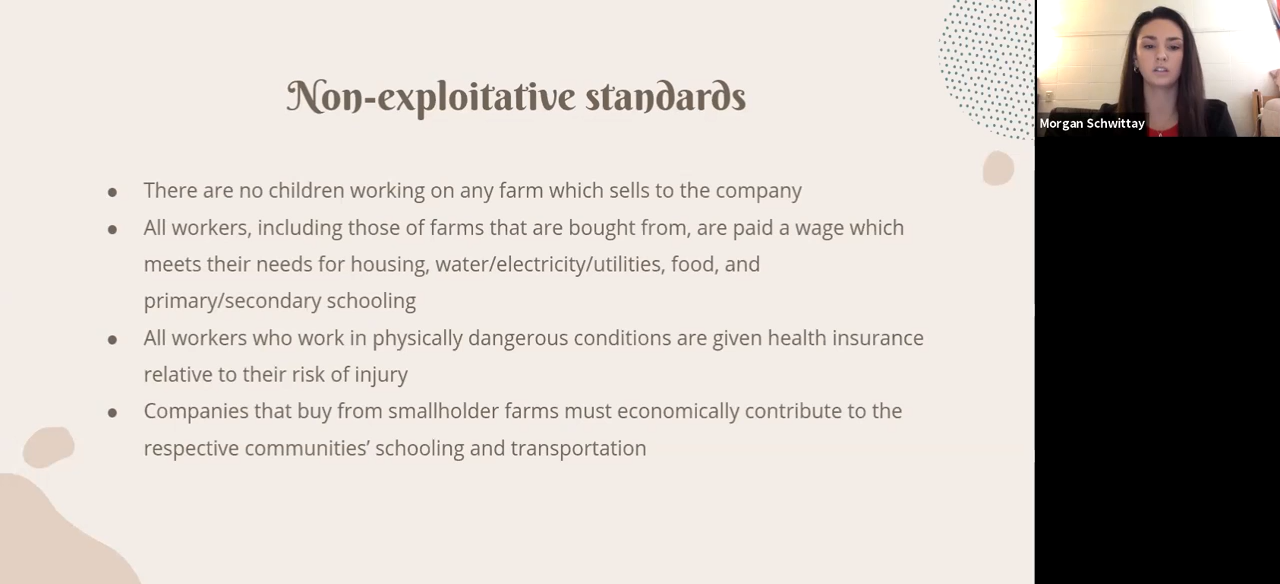 Non-exploitative standards
● There are no children working on any farm which sells to the company
● All workers, including those of farms that are bought from, are paid a wage which
meets their needs for housing, water/electricity/utilities, food, and
primary/secondary schooling
● All workers who work in physically dangerous conditions are given health insurance
relative to their risk of injury
● Companies that buy from smallholder farms must economically contribute to the
respective communities’ schooling and transportation
Morgan Schwittay